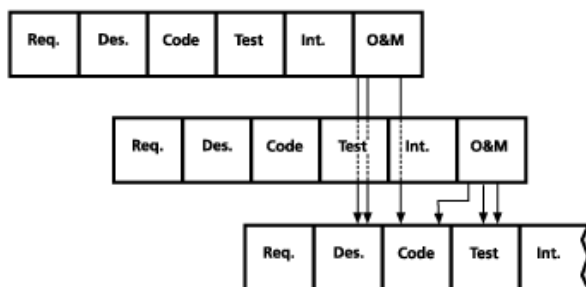 Req. Des. Code Test Int. O&M
Req. Des. Code Test Int. O&M
Req. Des. Code Test Int.